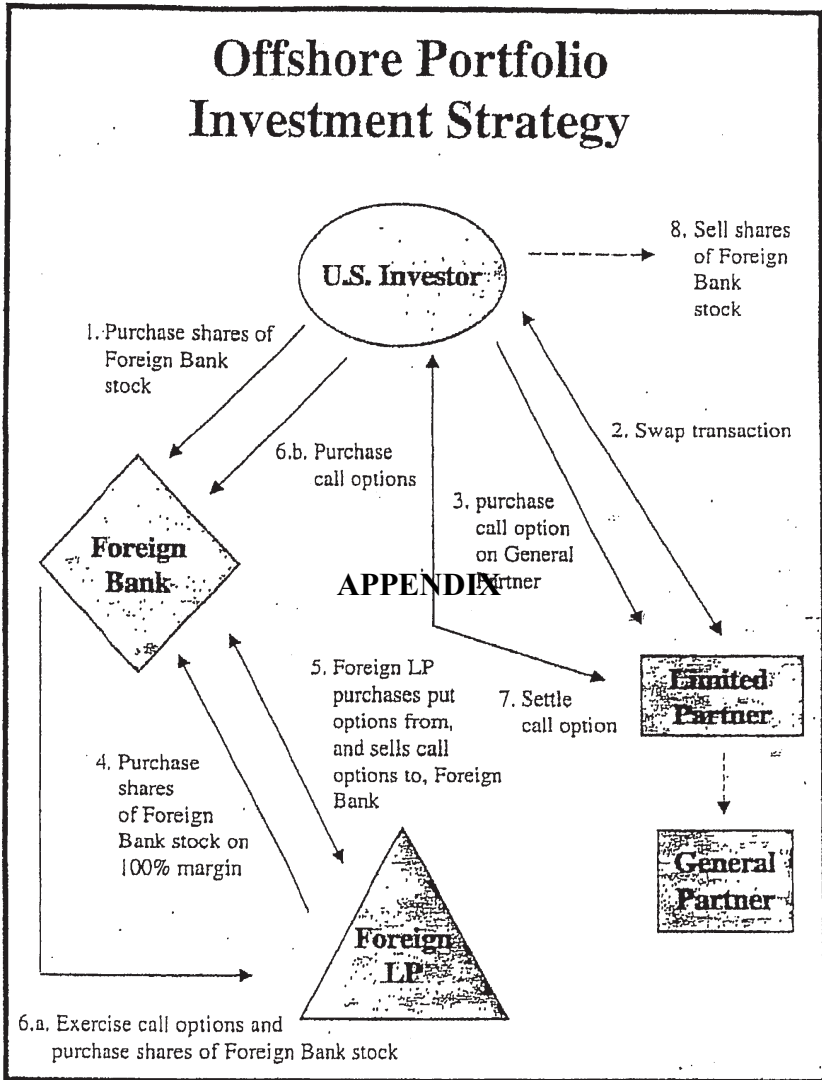 Offshore Portfolio
Investment Strategy
U.S. Investor
8. Sell shares
of Foreign
Bank
stock
1. Purchase shares of
Foreign Bank
stock
2. Swap transaction
6.b. Purchase
call options
3. purchase
call option
on General
Partner
Foreign
Bank
APPENDIX
5. Foreign LP
purchases put
options from,
and sells call
options to, Foreign
Bank
7. Settle
call option
Limited
Partner
4. Purchase
shares
of Foreign
Bank stock on
100% margin
General
Partner
Foreign
LP
6.a. Exercise call options and
purchase shares of Foreign Bank stock